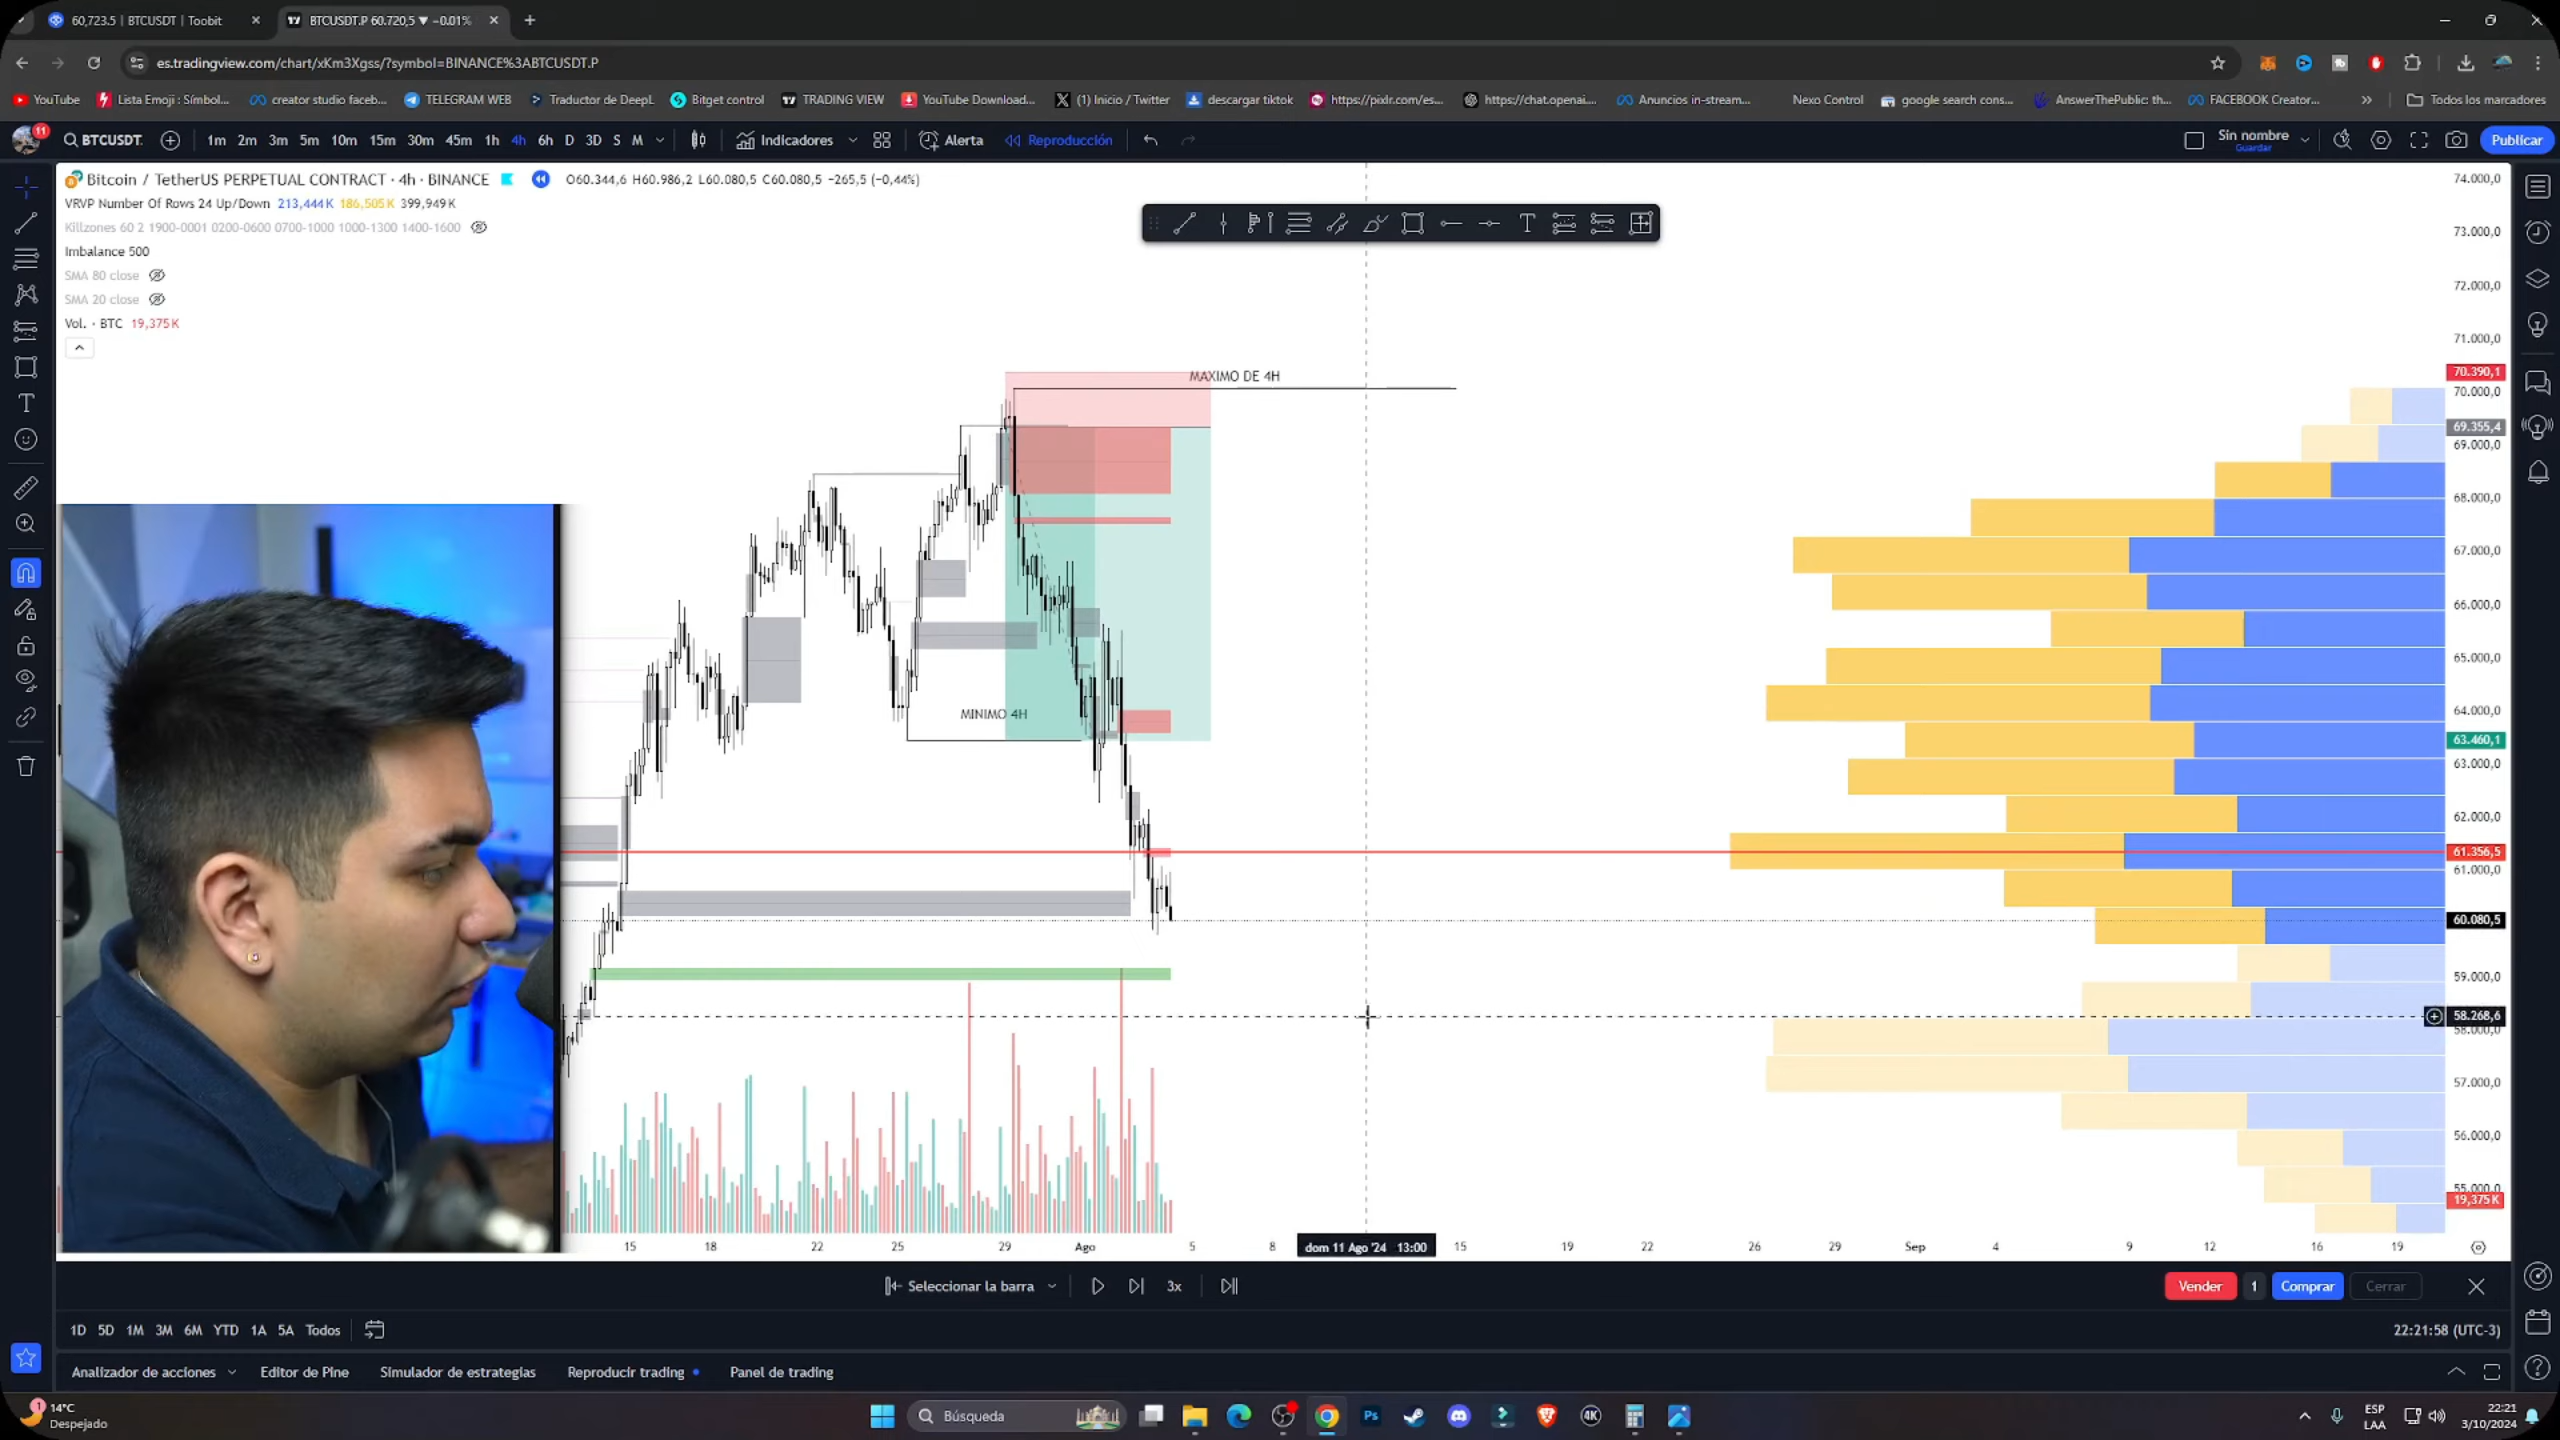 60,723.5 | BTCUSDT | Toobit
BTCUSDT.P 60.720,5 ▼ −0.01%
es.tradingview.com/chart/xKm3Xgss/?symbol=BINANCE%3ABTCUSDT.P
YouTube
Lista Emoji : Símbol...
creator studio faceb...
TELEGRAM WEB
Traductor de DeepL
Bitget control
TRADING VIEW
YouTube Download...
(1) Inicio / Twitter
descargar tiktok
https://pixlr.com/es...
https://chat.openai....
Anuncios in-stream...
Nexo Control
google search cons...
AnswerThePublic: th...
FACEBOOK Creator...
Todos los marcadores
11
BTCUSDT.
1m 2m 3m 5m 10m 15m 30m 45m 1h 4h 6h D 3D S M
Indicadores
Alerta
Reproducción
Sin nombre
Guardar
Publicar
Bitcoin / TetherUS PERPETUAL CONTRACT · 4h · BINANCE
O60.344,6 H60.986,2 L60.080,5 C60.080,5 −265,5 (−0,44%)
VRVP Number Of Rows 24 Up/Down 213,444K 186,505K 399,949K
Killzones 60 2 1900-0001 0200-0600 0700-1000 1000-1300 1400-1600
Imbalance 500
SMA 80 close
SMA 20 close
Vol. · BTC 19,375K
MAXIMO DE 4H
MINIMO 4H
74.000,0
73.000,0
72.000,0
71.000,0
70.390,1
70.000,0
69.355,4
69.000,0
68.000,0
67.000,0
66.000,0
65.000,0
64.000,0
63.460,1
63.000,0
62.000,0
61.356,5
61.000,0
60.080,5
59.000,0
58.268,6
58.000,0
57.000,0
56.000,0
55.000,0
19,375K
15 18 22 25 29 Ago 5 8 dom 11 Ago '24 13:00 15 19 22 26 29 Sep 4 9 12 16 19
Seleccionar la barra
3x
Vender
1
Comprar
Cerrar
1D 5D 1M 3M 6M YTD 1A 5A Todos
22:21:58 (UTC-3)
Analizador de acciones
Editor de Pine
Simulador de estrategias
Reproducir trading
Panel de trading
1
14°C
Despejado
Búsqueda
Ps
4K
ESP
LAA
22:21
3/10/2024